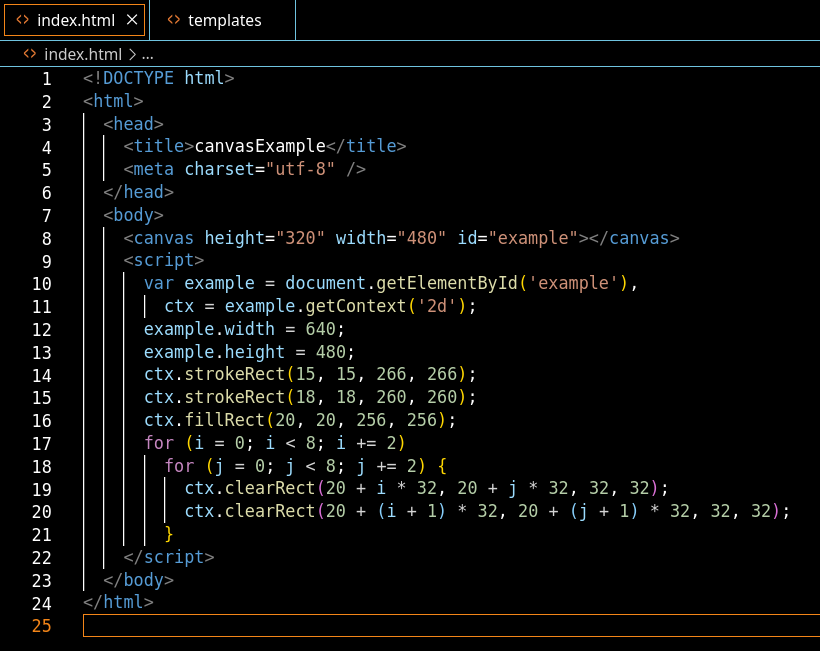 index.html × templates
index.html > ...
1 <!DOCTYPE html>
2 <html>
3 <head>
4 <title>canvasExample</title>
5 <meta charset="utf-8" />
6 </head>
7 <body>
8 <canvas height="320" width="480" id="example"></canvas>
9 <script>
10 var example = document.getElementById('example'),
11 ctx = example.getContext('2d');
12 example.width = 640;
13 example.height = 480;
14 ctx.strokeRect(15, 15, 266, 266);
15 ctx.strokeRect(18, 18, 260, 260);
16 ctx.fillRect(20, 20, 256, 256);
17 for (i = 0; i < 8; i += 2)
18 for (j = 0; j < 8; j += 2) {
19 ctx.clearRect(20 + i * 32, 20 + j * 32, 32, 32);
20 ctx.clearRect(20 + (i + 1) * 32, 20 + (j + 1) * 32, 32, 32);
21 }
22 </script>
23 </body>
24 </html>
25